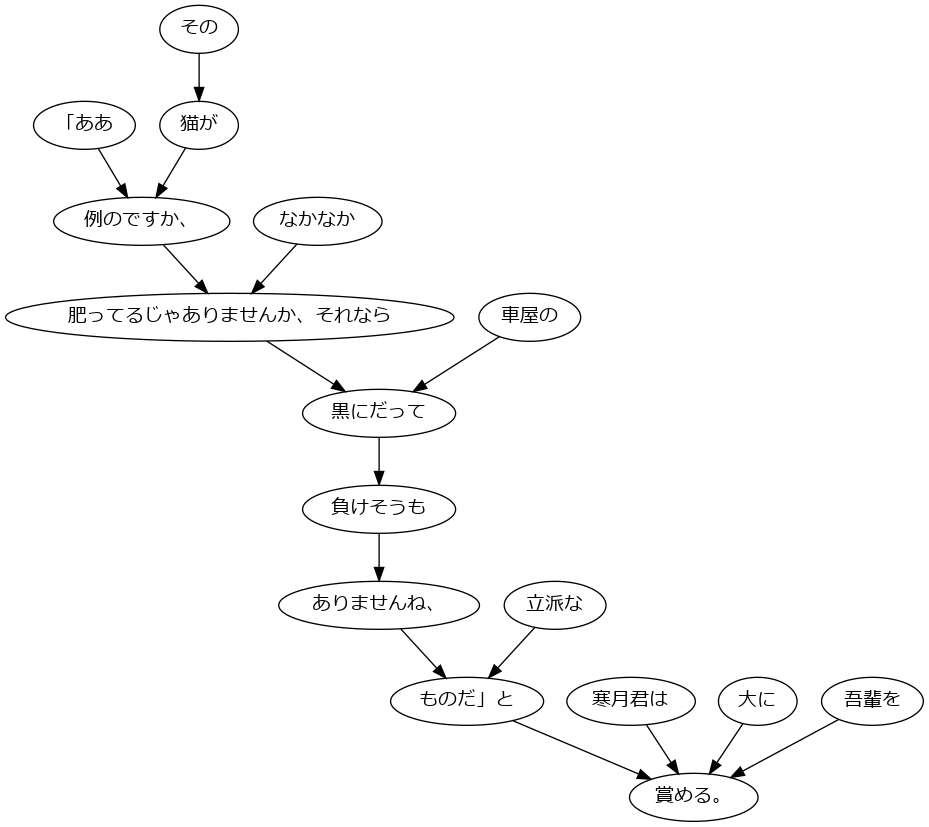 その
「ああ
猫が
例のですか、
なかなか
肥ってるじゃありませんか、それなら
車屋の
黒にだって
負けそうも
ありませんね、
立派な
ものだ」と
寒月君は
大に
吾輩を
賞める。